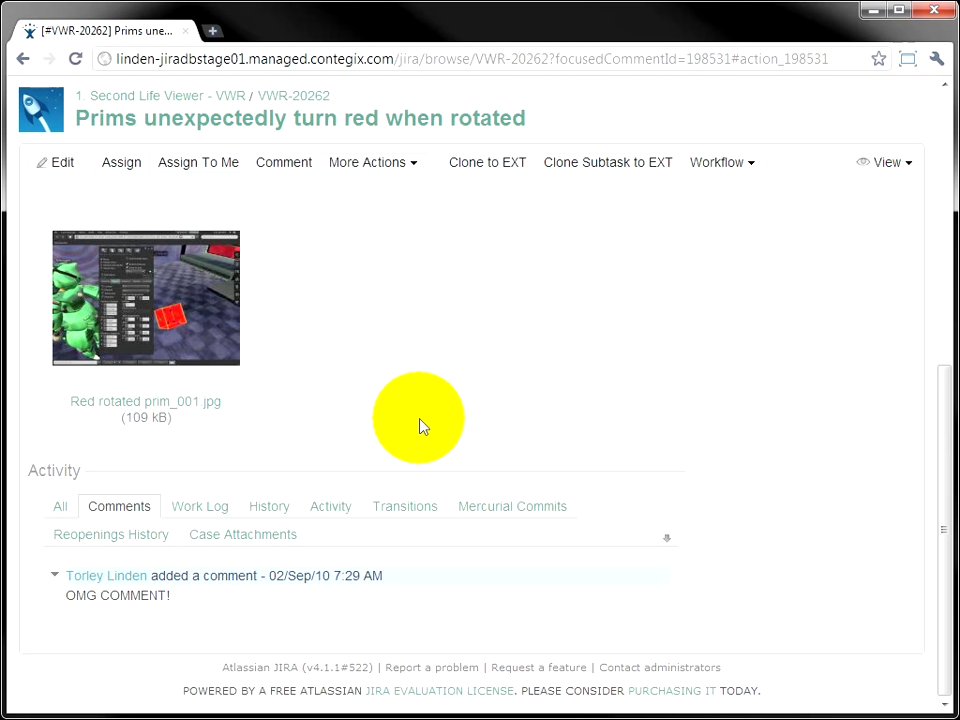 [#VWR-20262] Prims une...
linden-jiradbstage01.managed.contegix.com/jira/browse/VWR-20262?focusedCommentId=198531#action_198531
1 Second Life Viewer - VWR / VWR-20262
Prims unexpectedly turn red when rotated
Edit Assign Assign To Me Comment More Actions Clone to EXT Clone Subtask to EXT Workflow View
Red rotated prim_001.jpg
(109 kB)
Activity
All Comments Work Log History Activity Transitions Mercurial Commits
Reopenings History Case Attachments
Torley Linden added a comment - 02/Sep/10 7:29 AM
OMG COMMENT!
Atlassian JIRA (v4.1.1#522) | Report a problem | Request a feature | Contact administrators
POWERED BY A FREE ATLASSIAN JIRA EVALUATION LICENSE. PLEASE CONSIDER PURCHASING IT TODAY.